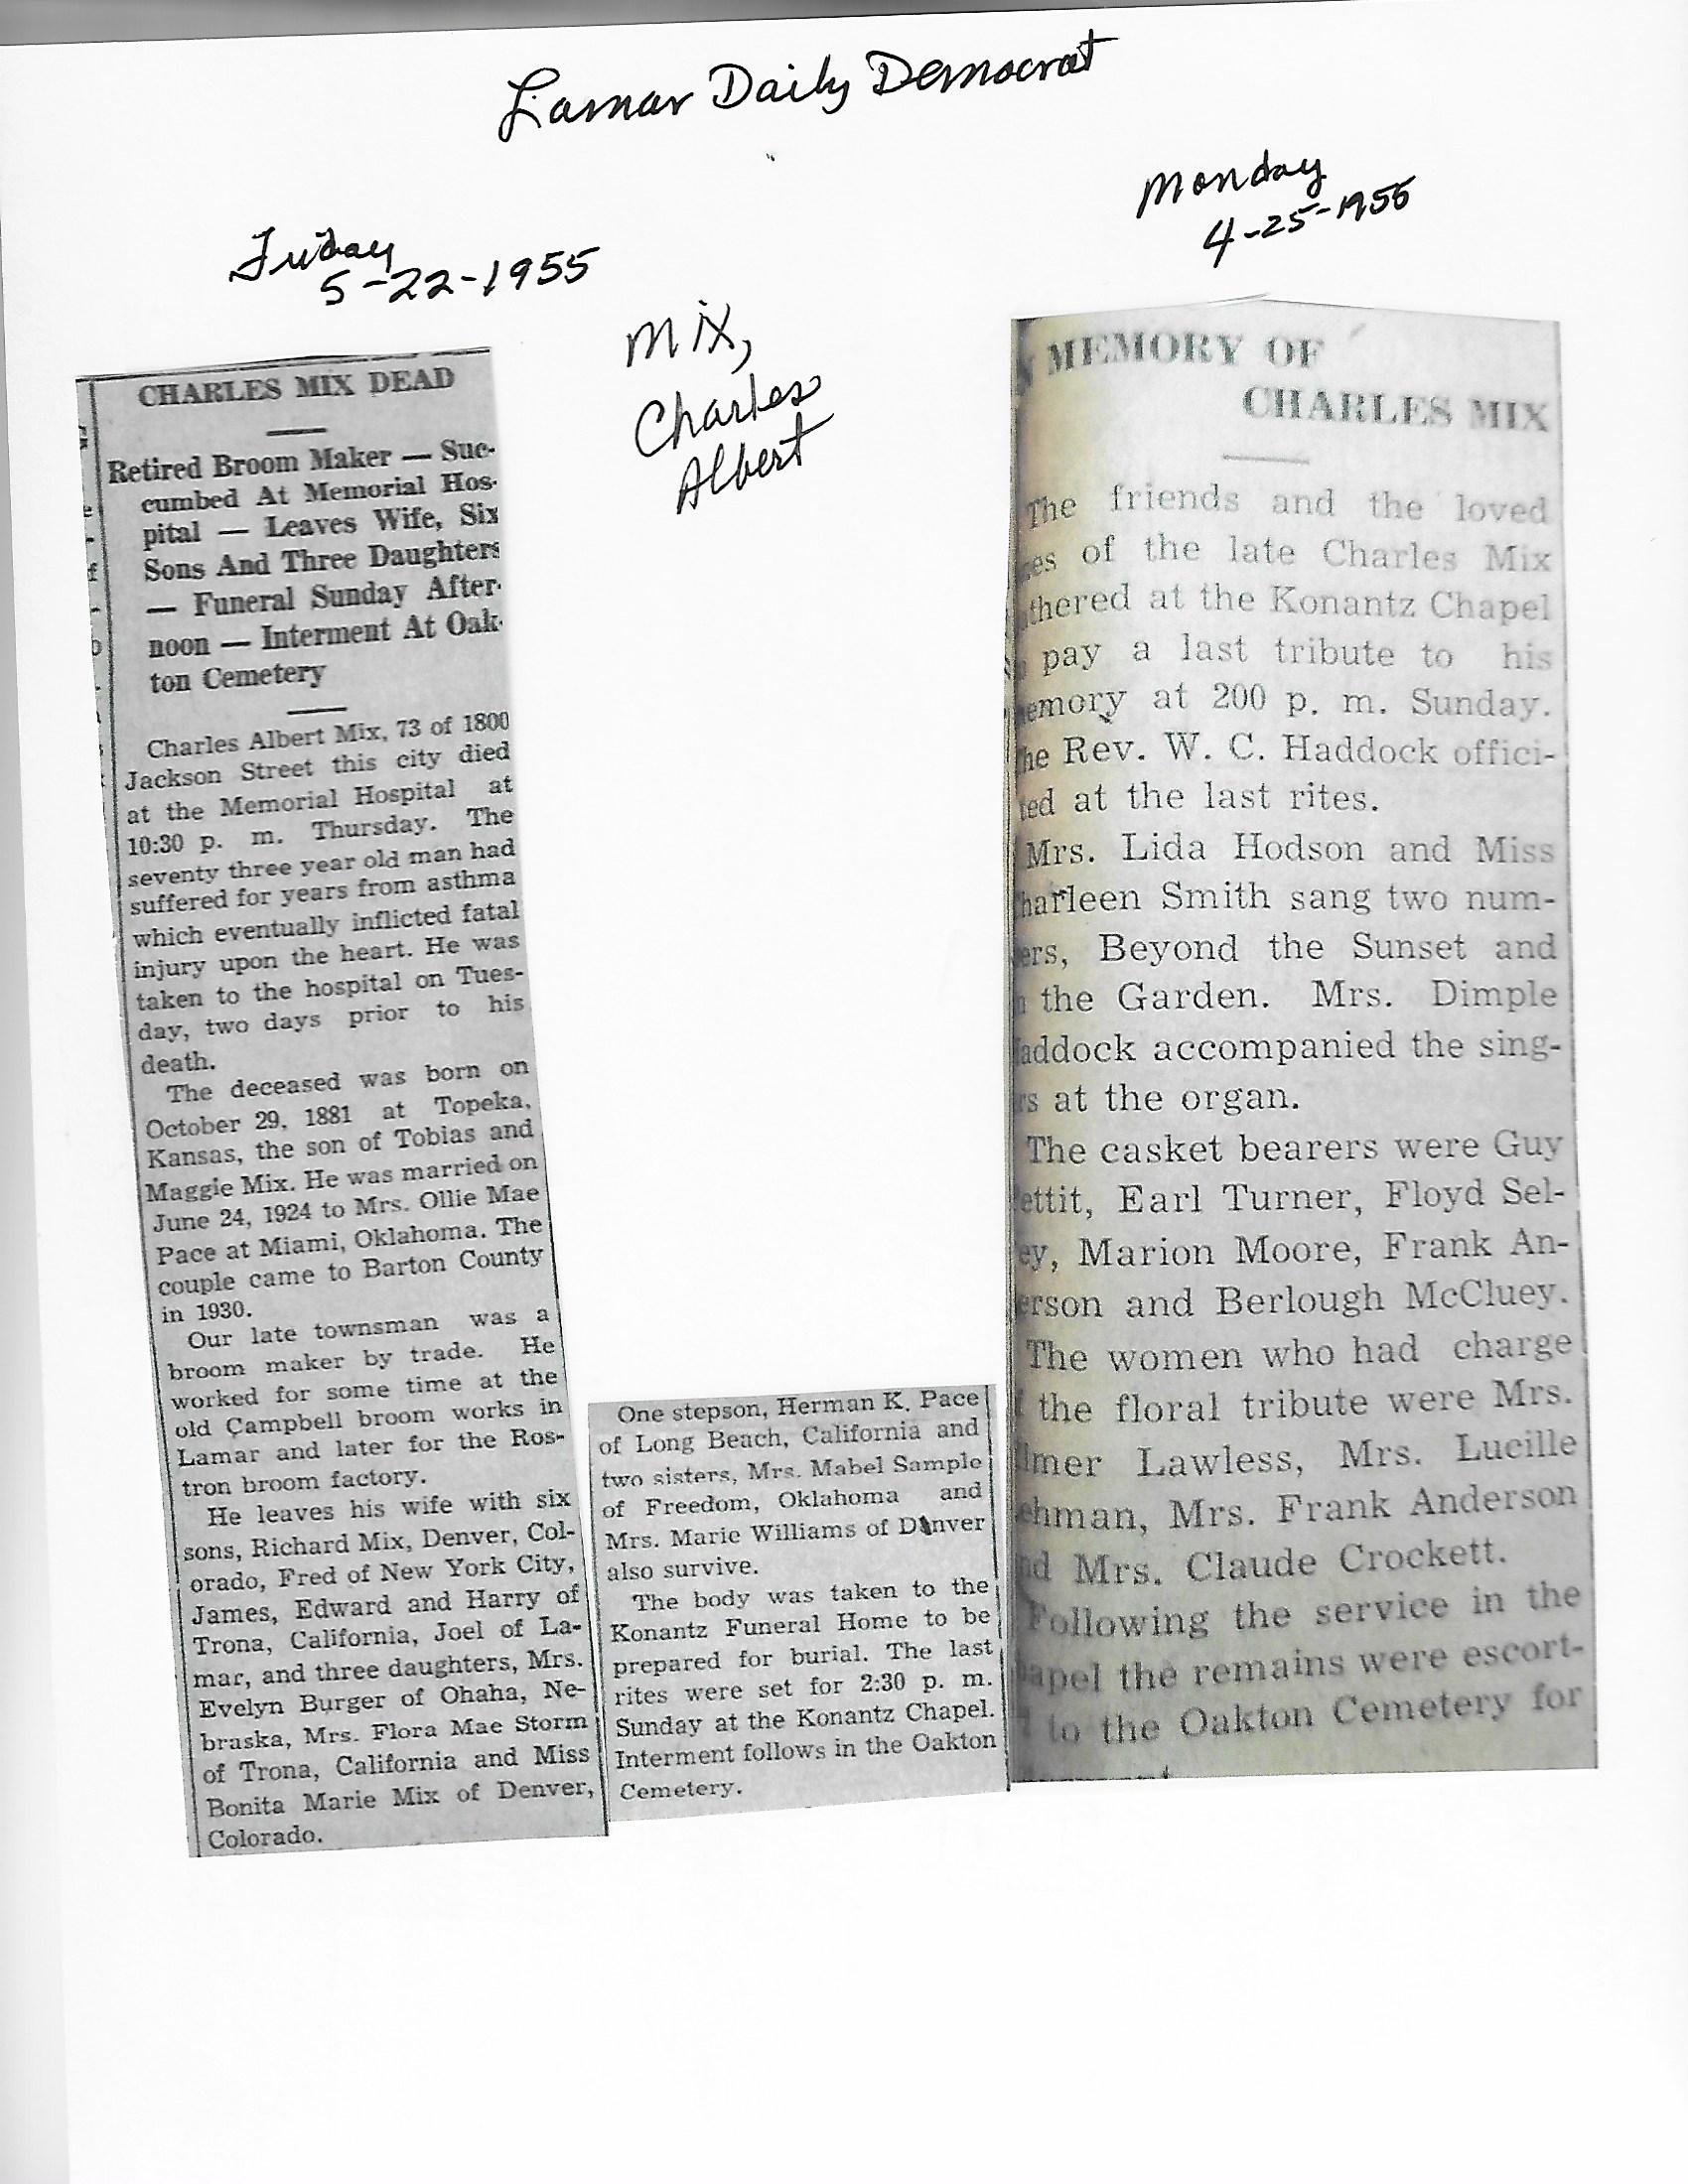 Lamar Daily Democrat
Friday
5-22-1955
Monday
4-25-1955
Mix,
Charles
Albert
CHARLES MIX DEAD
Retired Broom Maker — Suc-
cumbed At Memorial Hos-
pital — Leaves Wife, Six
Sons And Three Daughters
— Funeral Sunday After-
noon — Interment At Oak-
ton Cemetery
Charles Albert Mix, 73 of 1800
Jackson Street this city died
at the Memorial Hospital at
10:30 p. m. Thursday. The
seventy three year old man had
suffered for years from asthma
which eventually inflicted fatal
injury upon the heart. He was
taken to the hospital on Tues-
day, two days prior to his
death.
The deceased was born on
October 29, 1881 at Topeka,
Kansas, the son of Tobias and
Maggie Mix. He was married on
June 24, 1924 to Mrs. Ollie Mae
Pace at Miami, Oklahoma. The
couple came to Barton County
in 1930.
Our late townsman was a
broom maker by trade. He
worked for some time at the
old Campbell broom works in
Lamar and later for the Ros-
tron broom factory.
He leaves his wife with six
sons, Richard Mix, Denver, Col-
orado, Fred of New York City,
James, Edward and Harry of
Trona, California, Joel of La-
mar, and three daughters, Mrs.
Evelyn Burger of Ohaha, Ne-
braska, Mrs. Flora Mae Storm
of Trona, California and Miss
Bonita Marie Mix of Denver,
Colorado.
One stepson, Herman K. Pace
of Long Beach, California and
two sisters, Mrs. Mabel Sample
of Freedom, Oklahoma and
Mrs. Marie Williams of Denver
also survive.
The body was taken to the
Konantz Funeral Home to be
prepared for burial. The last
rites were set for 2:30 p. m.
Sunday at the Konantz Chapel.
Interment follows in the Oakton
Cemetery.
N MEMORY OF
CHARLES MIX
The friends and the loved
nes of the late Charles Mix
thered at the Konantz Chapel
pay a last tribute to his
emory at 200 p. m. Sunday.
he Rev. W. C. Haddock offici-
ted at the last rites.
Mrs. Lida Hodson and Miss
harleen Smith sang two num-
ers, Beyond the Sunset and
n the Garden. Mrs. Dimple
addock accompanied the sing-
rs at the organ.
The casket bearers were Guy
ettit, Earl Turner, Floyd Sel-
ey, Marion Moore, Frank An-
erson and Berlough McCluey.
The women who had charge
f the floral tribute were Mrs.
lmer Lawless, Mrs. Lucille
ehman, Mrs. Frank Anderson
nd Mrs. Claude Crockett.
Following the service in the
apel the remains were escort-
to the Oakton Cemetery for